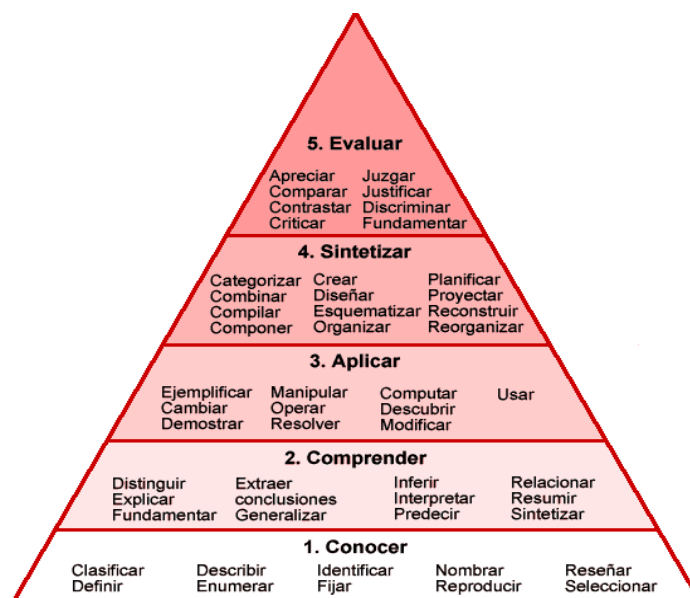 5. Evaluar
Apreciar Juzgar
Comparar Justificar
Contrastar Discriminar
Criticar Fundamentar
4. Sintetizar
Categorizar Crear Planificar
Combinar Diseñar Proyectar
Compilar Esquematizar Reconstruir
Componer Organizar Reorganizar
3. Aplicar
Ejemplificar Manipular Computar Usar
Cambiar Operar Descubrir
Demostrar Resolver Modificar
2. Comprender
Distinguir Extraer Inferir Relacionar
Explicar conclusiones Interpretar Resumir
Fundamentar Generalizar Predecir Sintetizar
1. Conocer
Clasificar Describir Identificar Nombrar Reseñar
Definir Enumerar Fijar Reproducir Seleccionar